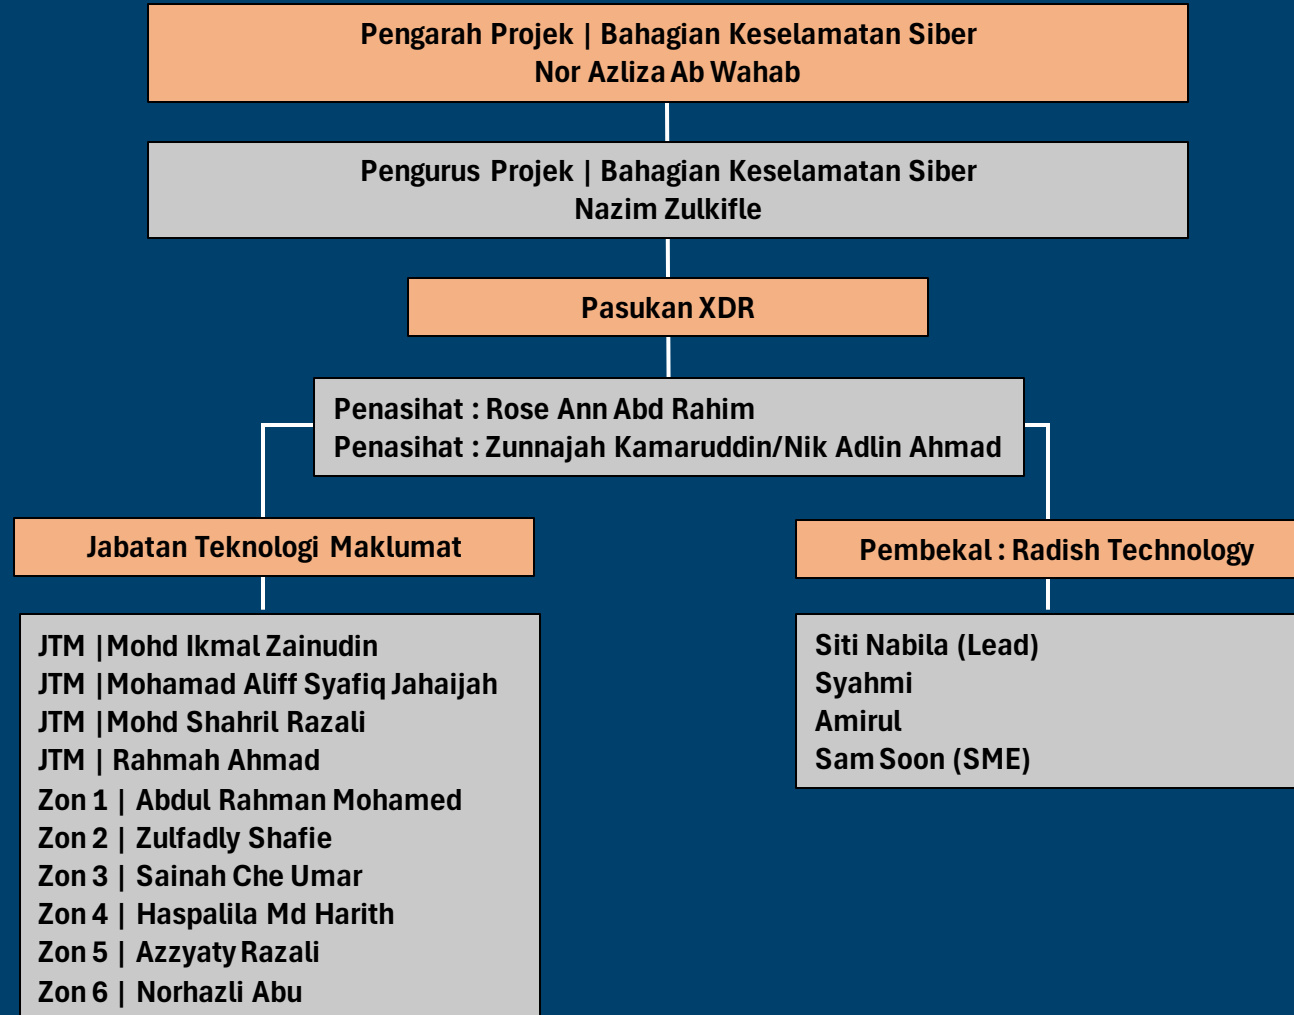 Pengarah Projek | Bahagian Keselamatan Siber
Nor Azliza Ab Wahab
Pengurus Projek | Bahagian Keselamatan Siber
Nazim Zulkifle
Pasukan XDR
Penasihat : Rose Ann Abd Rahim
Penasihat : Zunnajah Kamaruddin/Nik Adlin Ahmad
Jabatan Teknologi Maklumat
JTM |Mohd Ikmal Zainudin
JTM |Mohamad Aliff Syafiq Jahaijah
JTM |Mohd Shahril Razali
JTM | Rahmah Ahmad
Zon 1 | Abdul Rahman Mohamed
Zon 2 | Zulfadly Shafie
Zon 3 | Sainah Che Umar
Zon 4 | Haspalila Md Harith
Zon 5 | Azzyaty Razali
Zon 6 | Norhazli Abu
Pembekal : Radish Technology
Siti Nabila (Lead)
Syahmi
Amirul
Sam Soon (SME)